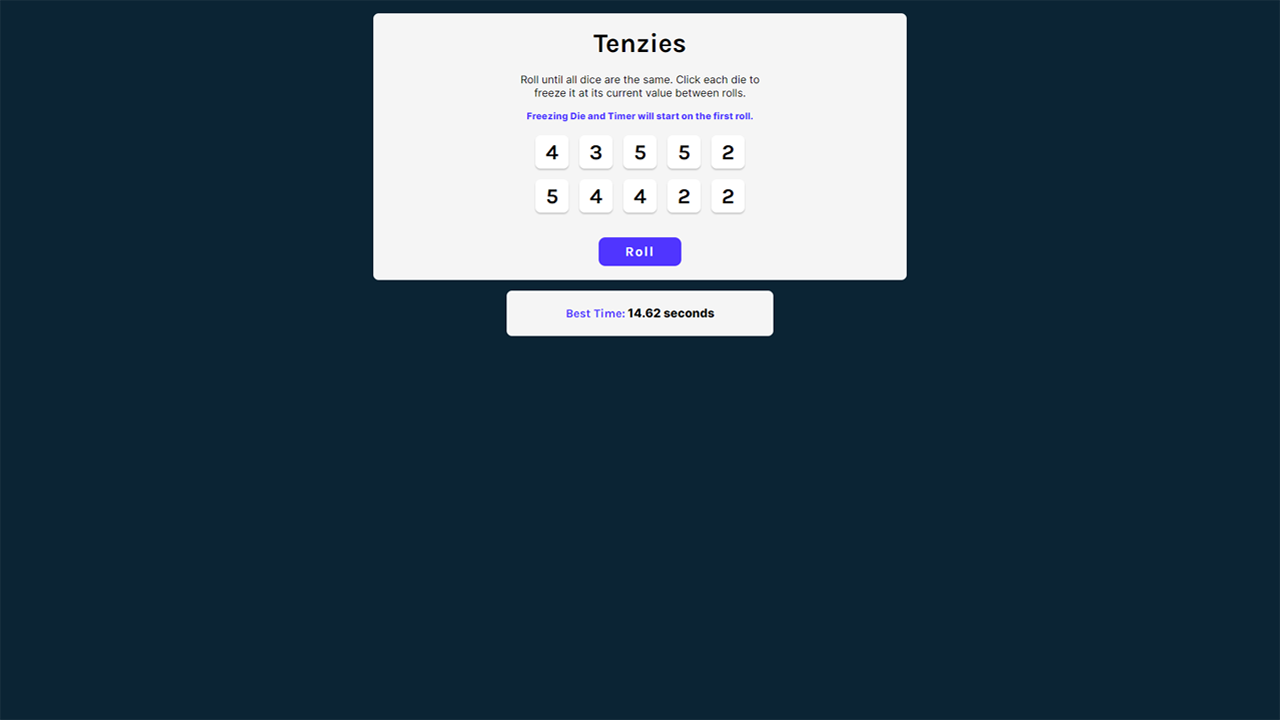 Tenzies
Roll until all dice are the same. Click each die to
freeze it at its current value between rolls.
Freezing Die and Timer will start on the first roll.
4 3 5 5 2
5 4 4 2 2
Roll
Best Time: 14.62 seconds